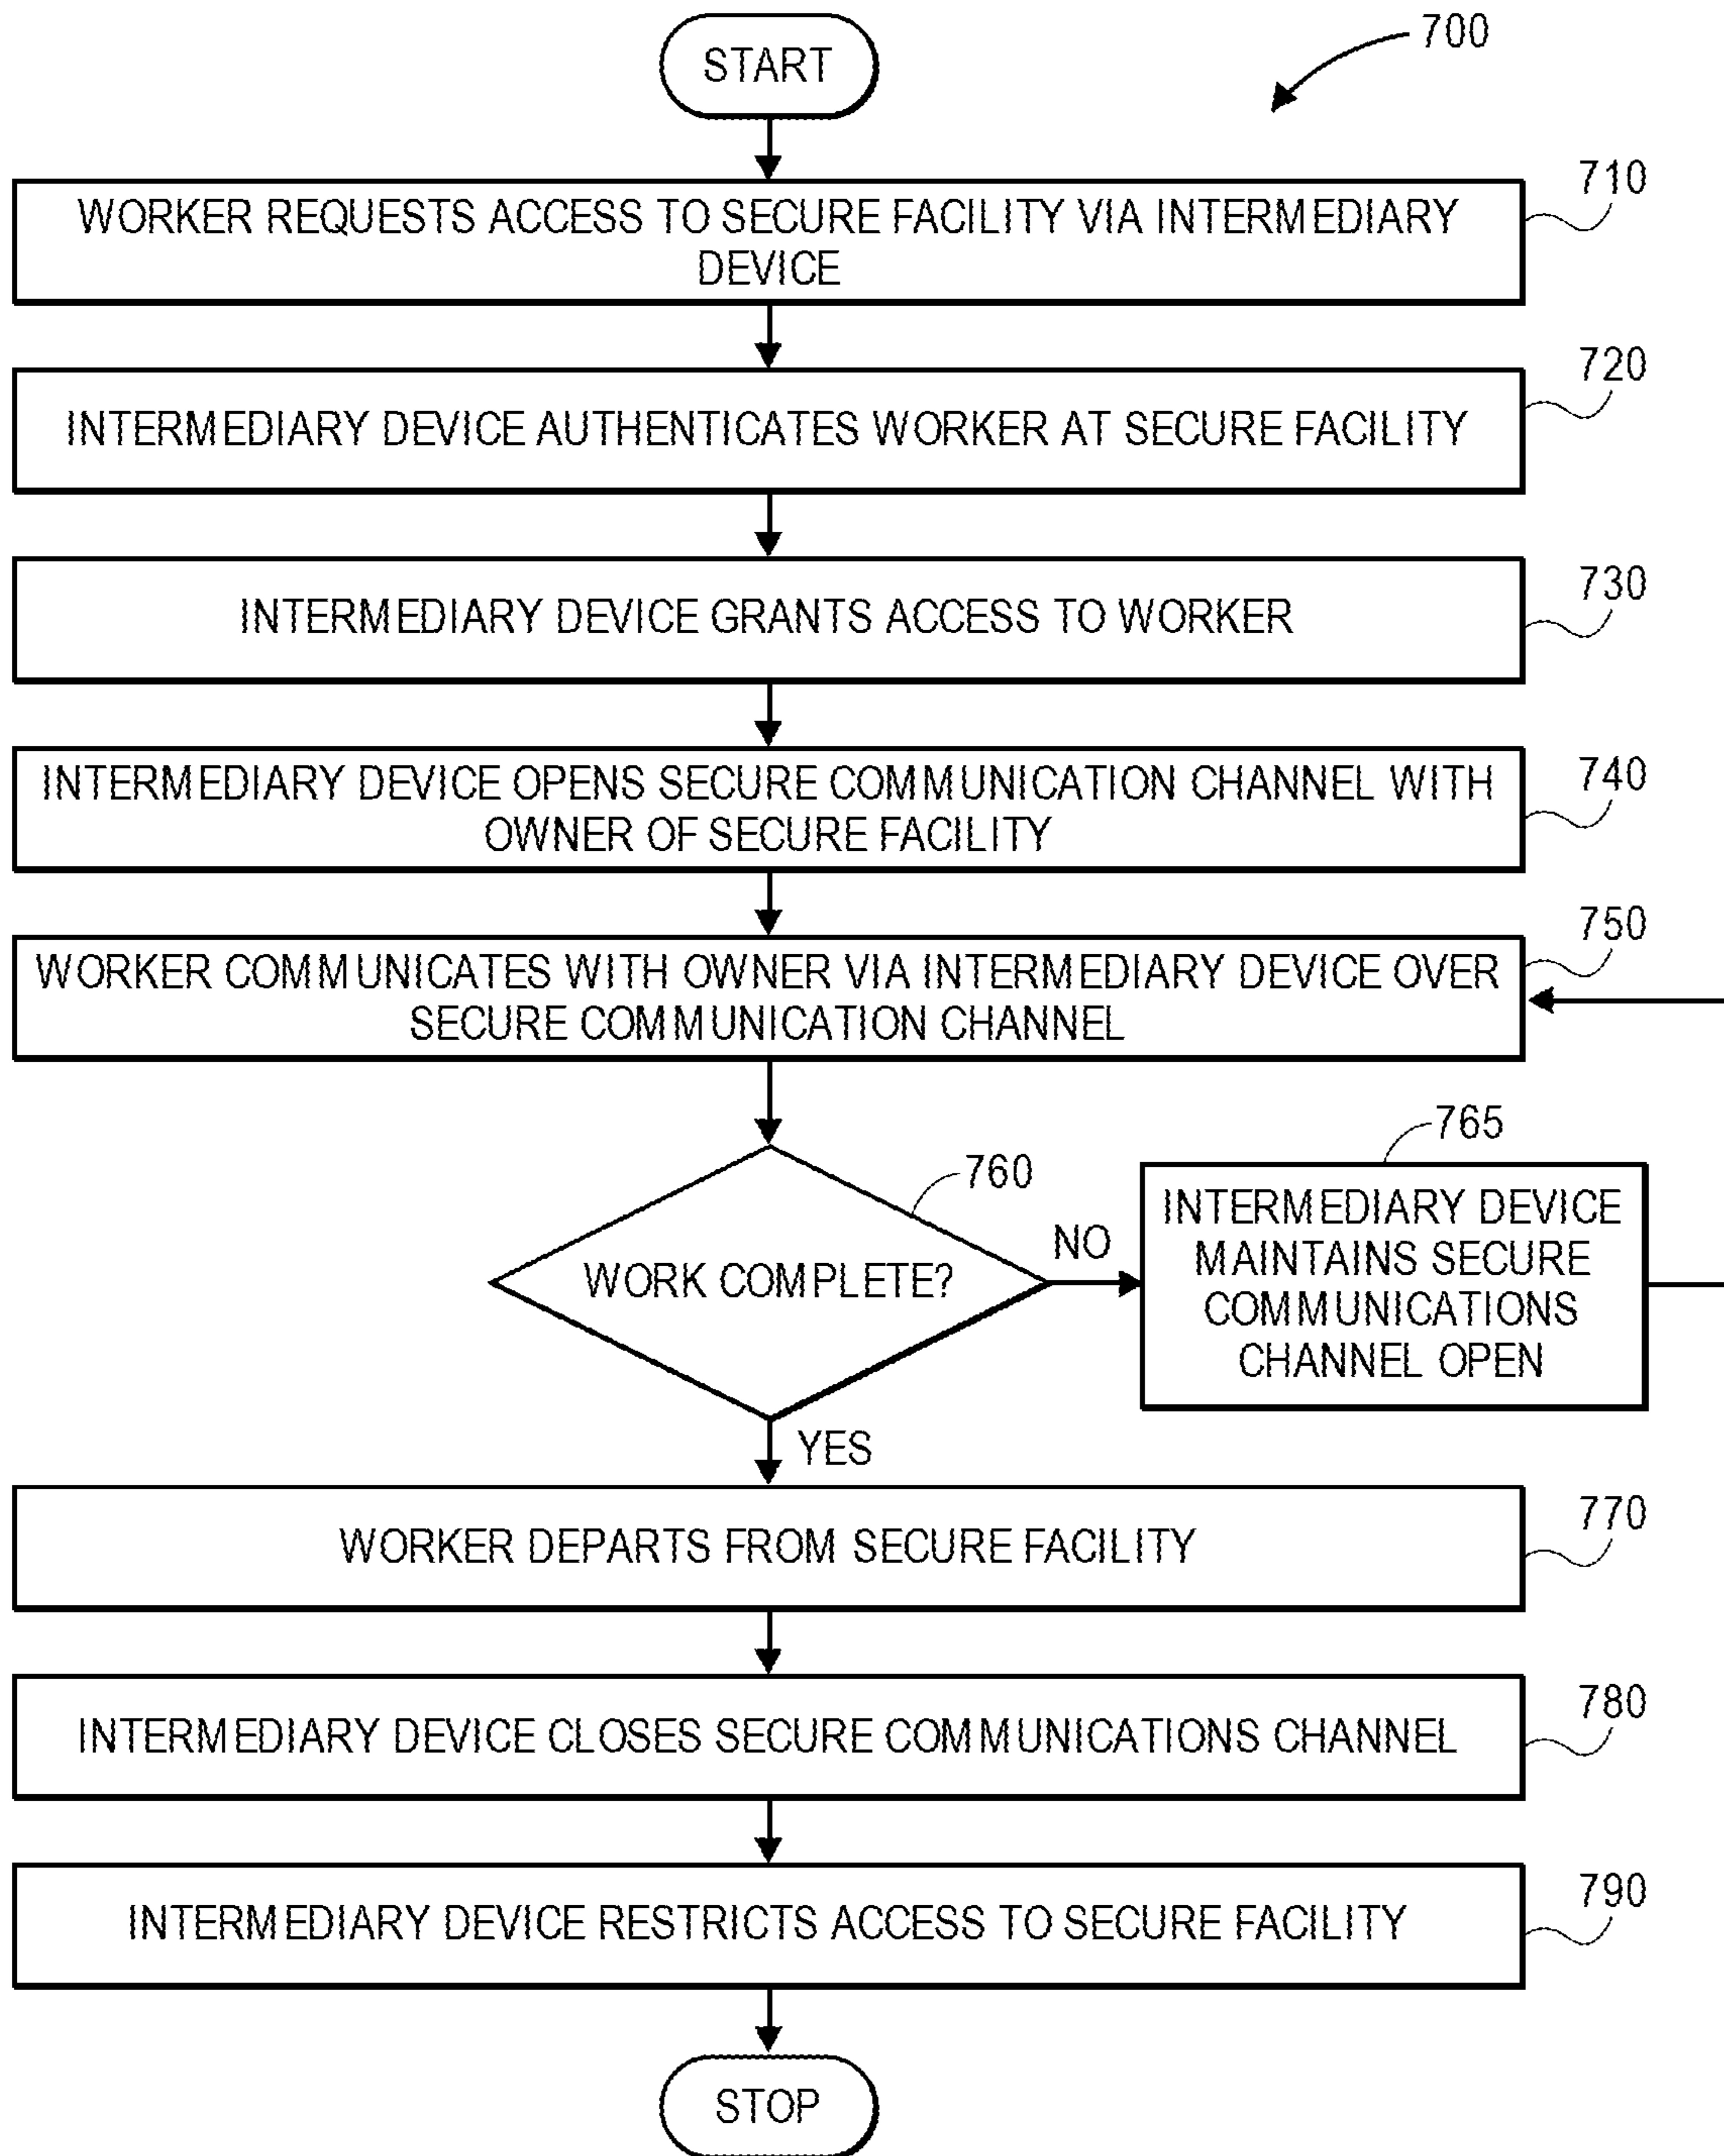 START
700
WORKER REQUESTS ACCESS TO SECURE FACILITY VIA INTERMEDIARY
DEVICE
710
INTERMEDIARY DEVICE AUTHENTICATES WORKER AT SECURE FACILITY
720
INTERMEDIARY DEVICE GRANTS ACCESS TO WORKER
730
INTERMEDIARY DEVICE OPENS SECURE COMMUNICATION CHANNEL WITH
OWNER OF SECURE FACILITY
740
WORKER COMMUNICATES WITH OWNER VIA INTERMEDIARY DEVICE OVER
SECURE COMMUNICATION CHANNEL
750
WORK COMPLETE?
760
NO
765
INTERMEDIARY DEVICE
MAINTAINS SECURE
COMMUNICATIONS
CHANNEL OPEN
YES
WORKER DEPARTS FROM SECURE FACILITY
770
INTERMEDIARY DEVICE CLOSES SECURE COMMUNICATIONS CHANNEL
780
INTERMEDIARY DEVICE RESTRICTS ACCESS TO SECURE FACILITY
790
STOP